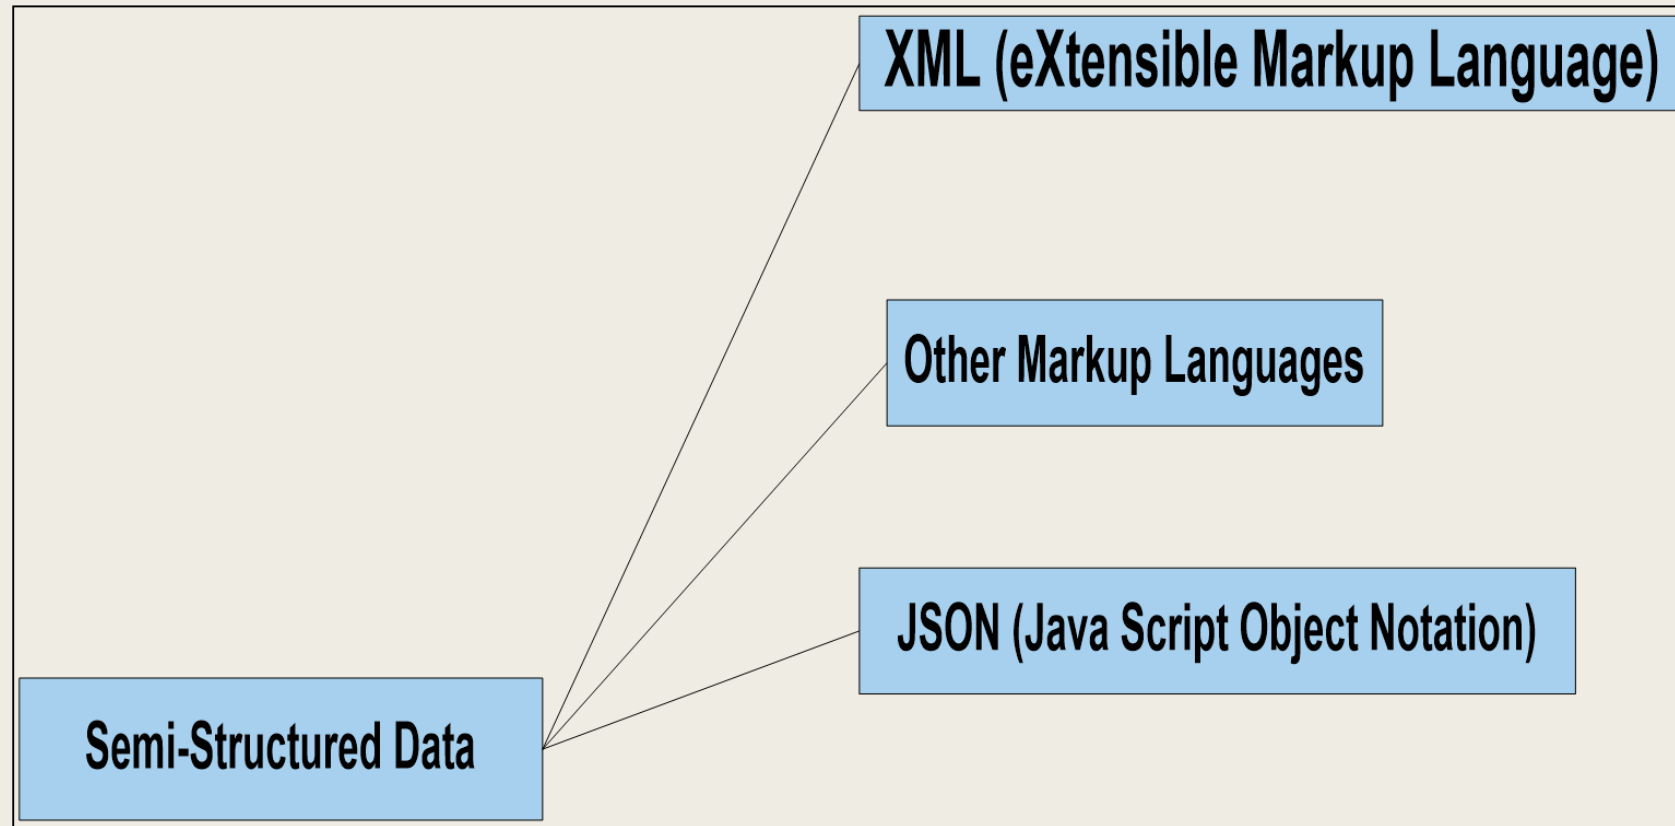 XML (eXtensible Markup Language)
Other Markup Languages
JSON (Java Script Object Notation)
Semi-Structured Data